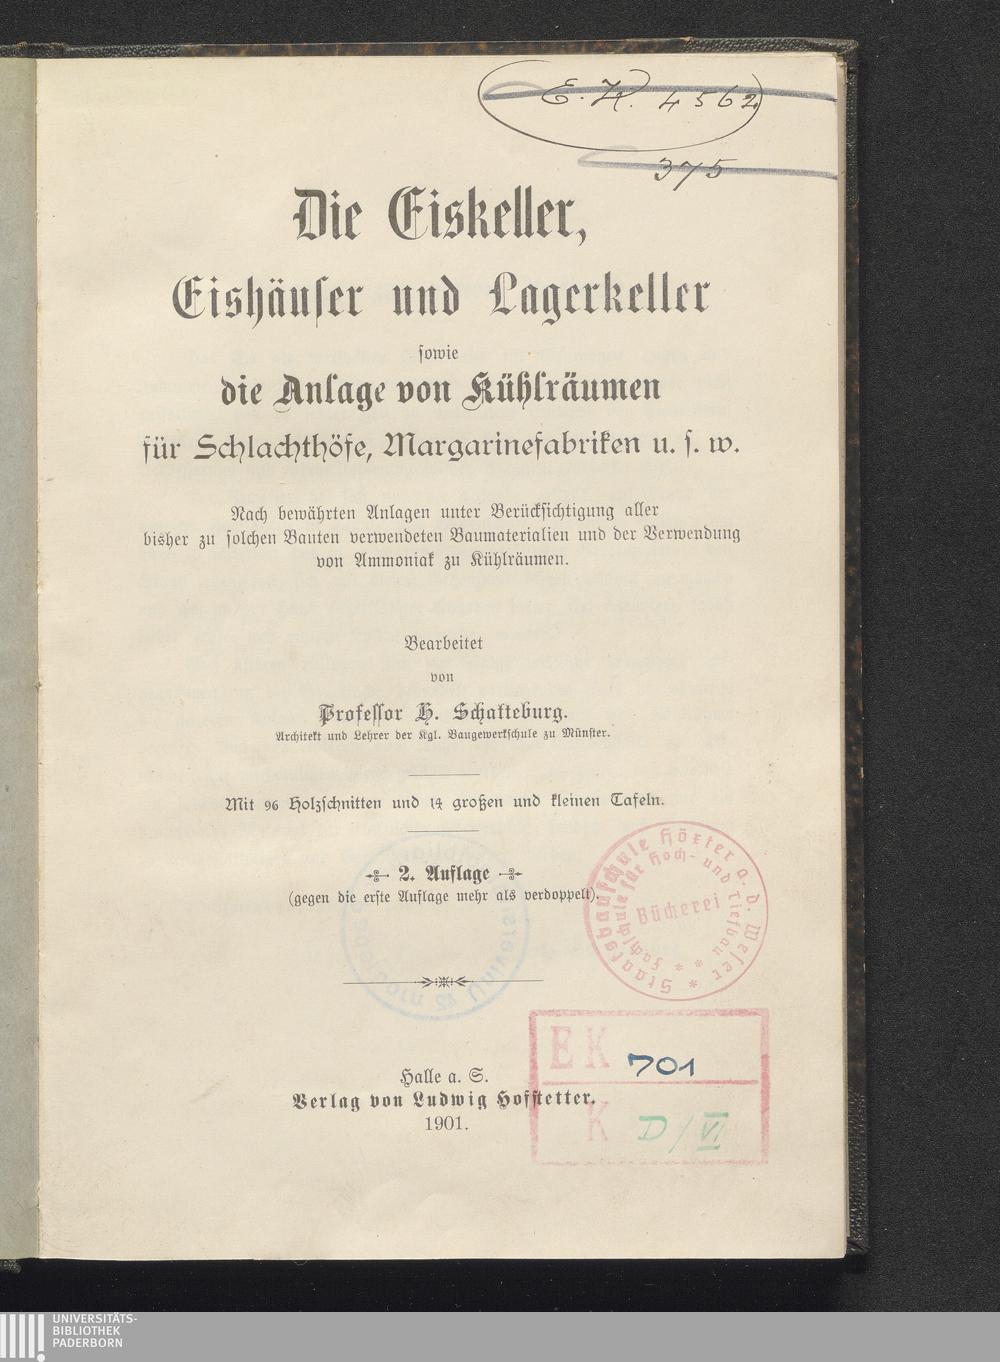 E. K. 4562
375
Die Eiskeller,
Eishäuſer und Lagerkeller
ſowie
die Anlage von Kühlräumen
für Schlachthöfe, Margarinefabriken u. ſ. w.
Nach bewährten Anlagen unter Berückſichtigung aller
bisher zu ſolchen Bauten verwendeten Baumaterialien und der Verwendung
von Ammoniak zu Kühlräumen.
Bearbeitet
von
Profeſſor H. Schatteburg.
Architekt und Lehrer der Kgl. Baugewerkſchule zu Münſter.
Mit 96 Holzſchnitten und 14 großen und kleinen Tafeln.
2. Auflage
(gegen die erſte Auflage mehr als verdoppelt).
Staatsbauſchule Höxter a. d. Weſer
Fachſchule für Hoch- und Tiefbau
Bücherei
EK 701
K D/VI
Halle a. S.
Verlag von Ludwig Hofſtetter.
1901.
UNIVERSITÄTS-
BIBLIOTHEK
PADERBORN